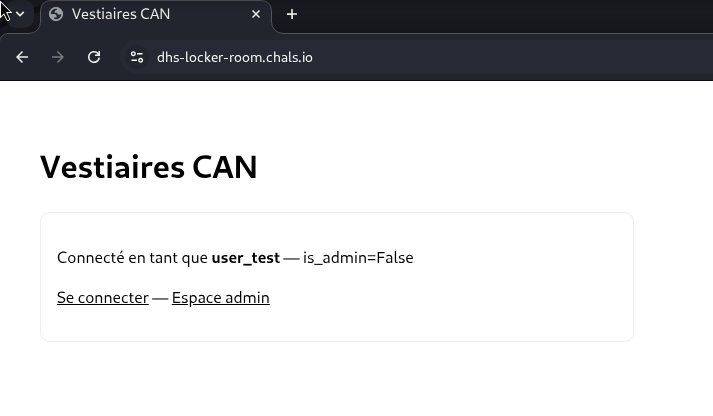 Vestiaires CAN
dhs-locker-room.chals.io
Vestiaires CAN
Connecté en tant que user_test — is_admin=False
Se connecter — Espace admin